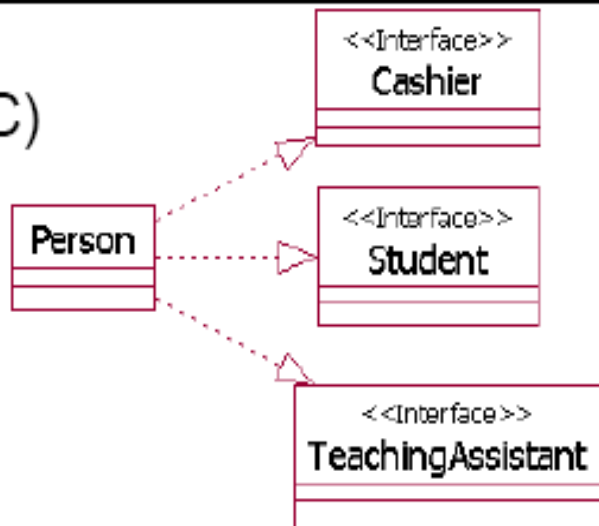 <<Interface>>
Cashier
C)
Person
<<Interface>>
Student
<<Interface>>
TeachingAssistant